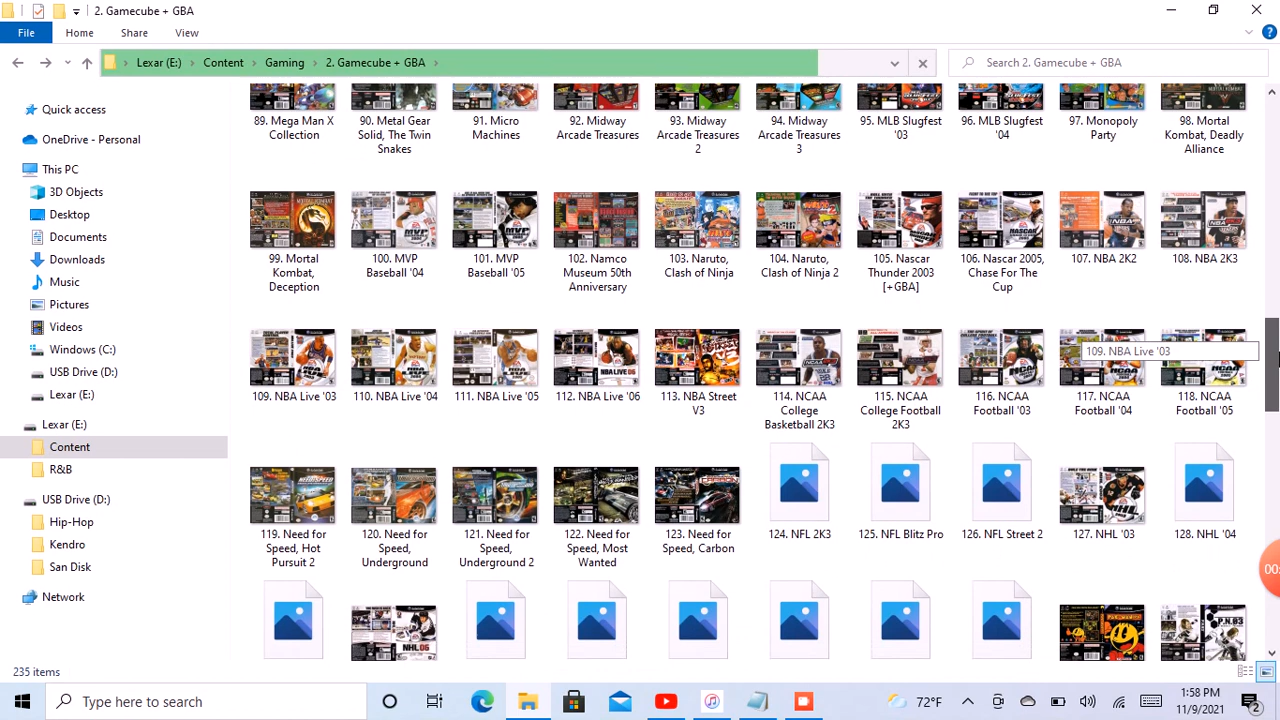 2. Gamecube + GBA
File Home Share View
Lexar (E:) Content Gaming 2. Gamecube + GBA
Search 2. Gamecube + GBA
Quick access
OneDrive - Personal
This PC
3D Objects
Desktop
Documents
Downloads
Music
Pictures
Videos
Windows (C:)
USB Drive (D:)
Lexar (E:)
Lexar (E:)
Content
R&B
USB Drive (D:)
Hip-Hop
Kendro
San Disk
Network
89. Mega Man X
Collection
90. Metal Gear
Solid, The Twin
Snakes
91. Micro
Machines
92. Midway
Arcade Treasures
93. Midway
Arcade Treasures
2
94. Midway
Arcade Treasures
3
95. MLB Slugfest
'03
96. MLB Slugfest
'04
97. Monopoly
Party
98. Mortal
Kombat, Deadly
Alliance
99. Mortal
Kombat,
Deception
100. MVP
Baseball '04
101. MVP
Baseball '05
102. Namco
Museum 50th
Anniversary
103. Naruto,
Clash of Ninja
104. Naruto,
Clash of Ninja 2
105. Nascar
Thunder 2003
[+GBA]
106. Nascar 2005,
Chase For The
Cup
107. NBA 2K2
108. NBA 2K3
109. NBA Live '03
109. NBA Live '03
110. NBA Live '04
111. NBA Live '05
112. NBA Live '06
113. NBA Street
V3
114. NCAA
College
Basketball 2K3
115. NCAA
College Football
2K3
116. NCAA
Football '03
117. NCAA
Football '04
118. NCAA
Football '05
119. Need for
Speed, Hot
Pursuit 2
120. Need for
Speed,
Underground
121. Need for
Speed,
Underground 2
122. Need for
Speed, Most
Wanted
123. Need for
Speed, Carbon
124. NFL 2K3
125. NFL Blitz Pro
126. NFL Street 2
127. NHL '03
128. NHL '04
NHL 06
P.N.03
00:
235 items
Type here to search
72°F
1:58 PM
11/9/2021
2